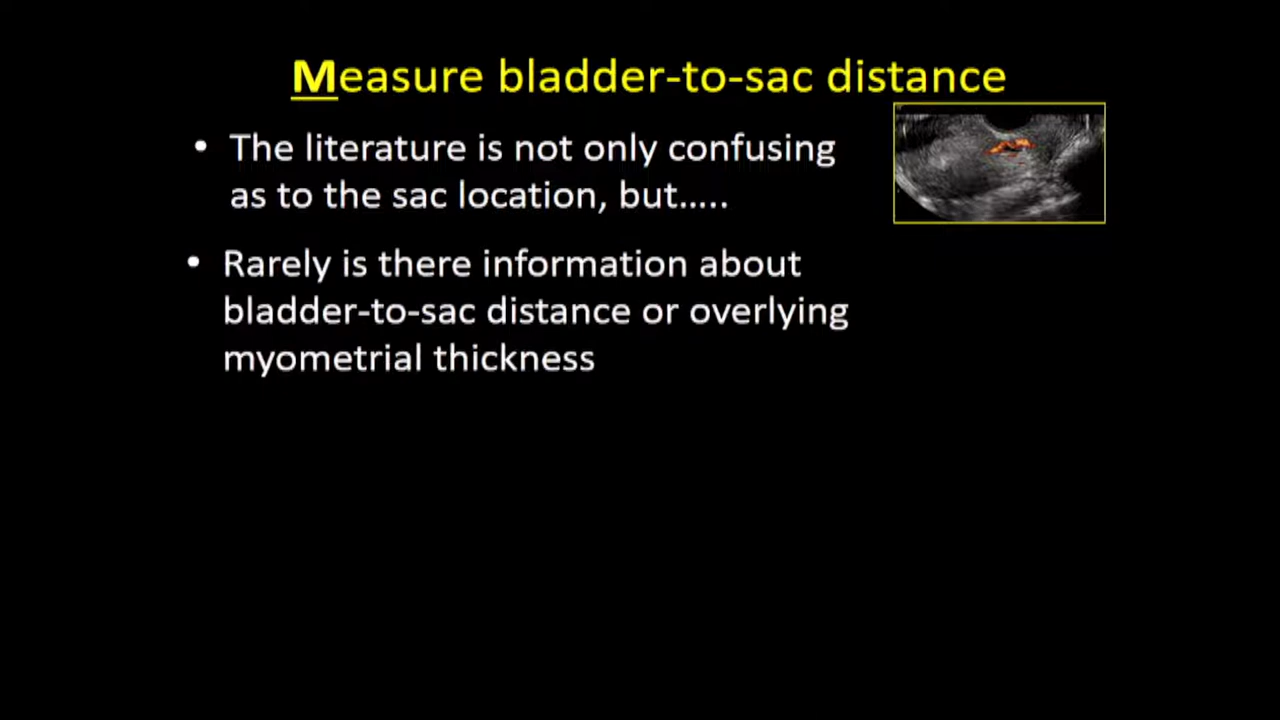 Measure bladder-to-sac distance
• The literature is not only confusing
as to the sac location, but…..
• Rarely is there information about
bladder-to-sac distance or overlying
myometrial thickness